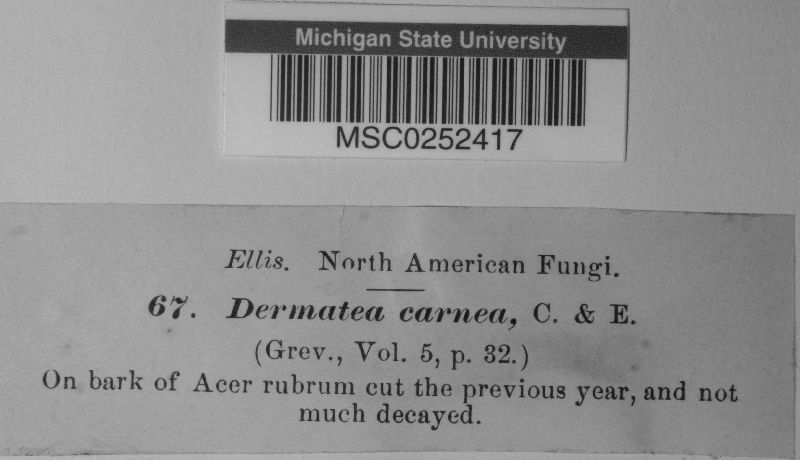 Michigan State University
MSC0252417
Ellis. North American Fungi.
67. Dermatea carnea, C. & E.
(Grev., Vol. 5, p. 32.)
On bark of Acer rubrum cut the previous year, and not
much decayed.